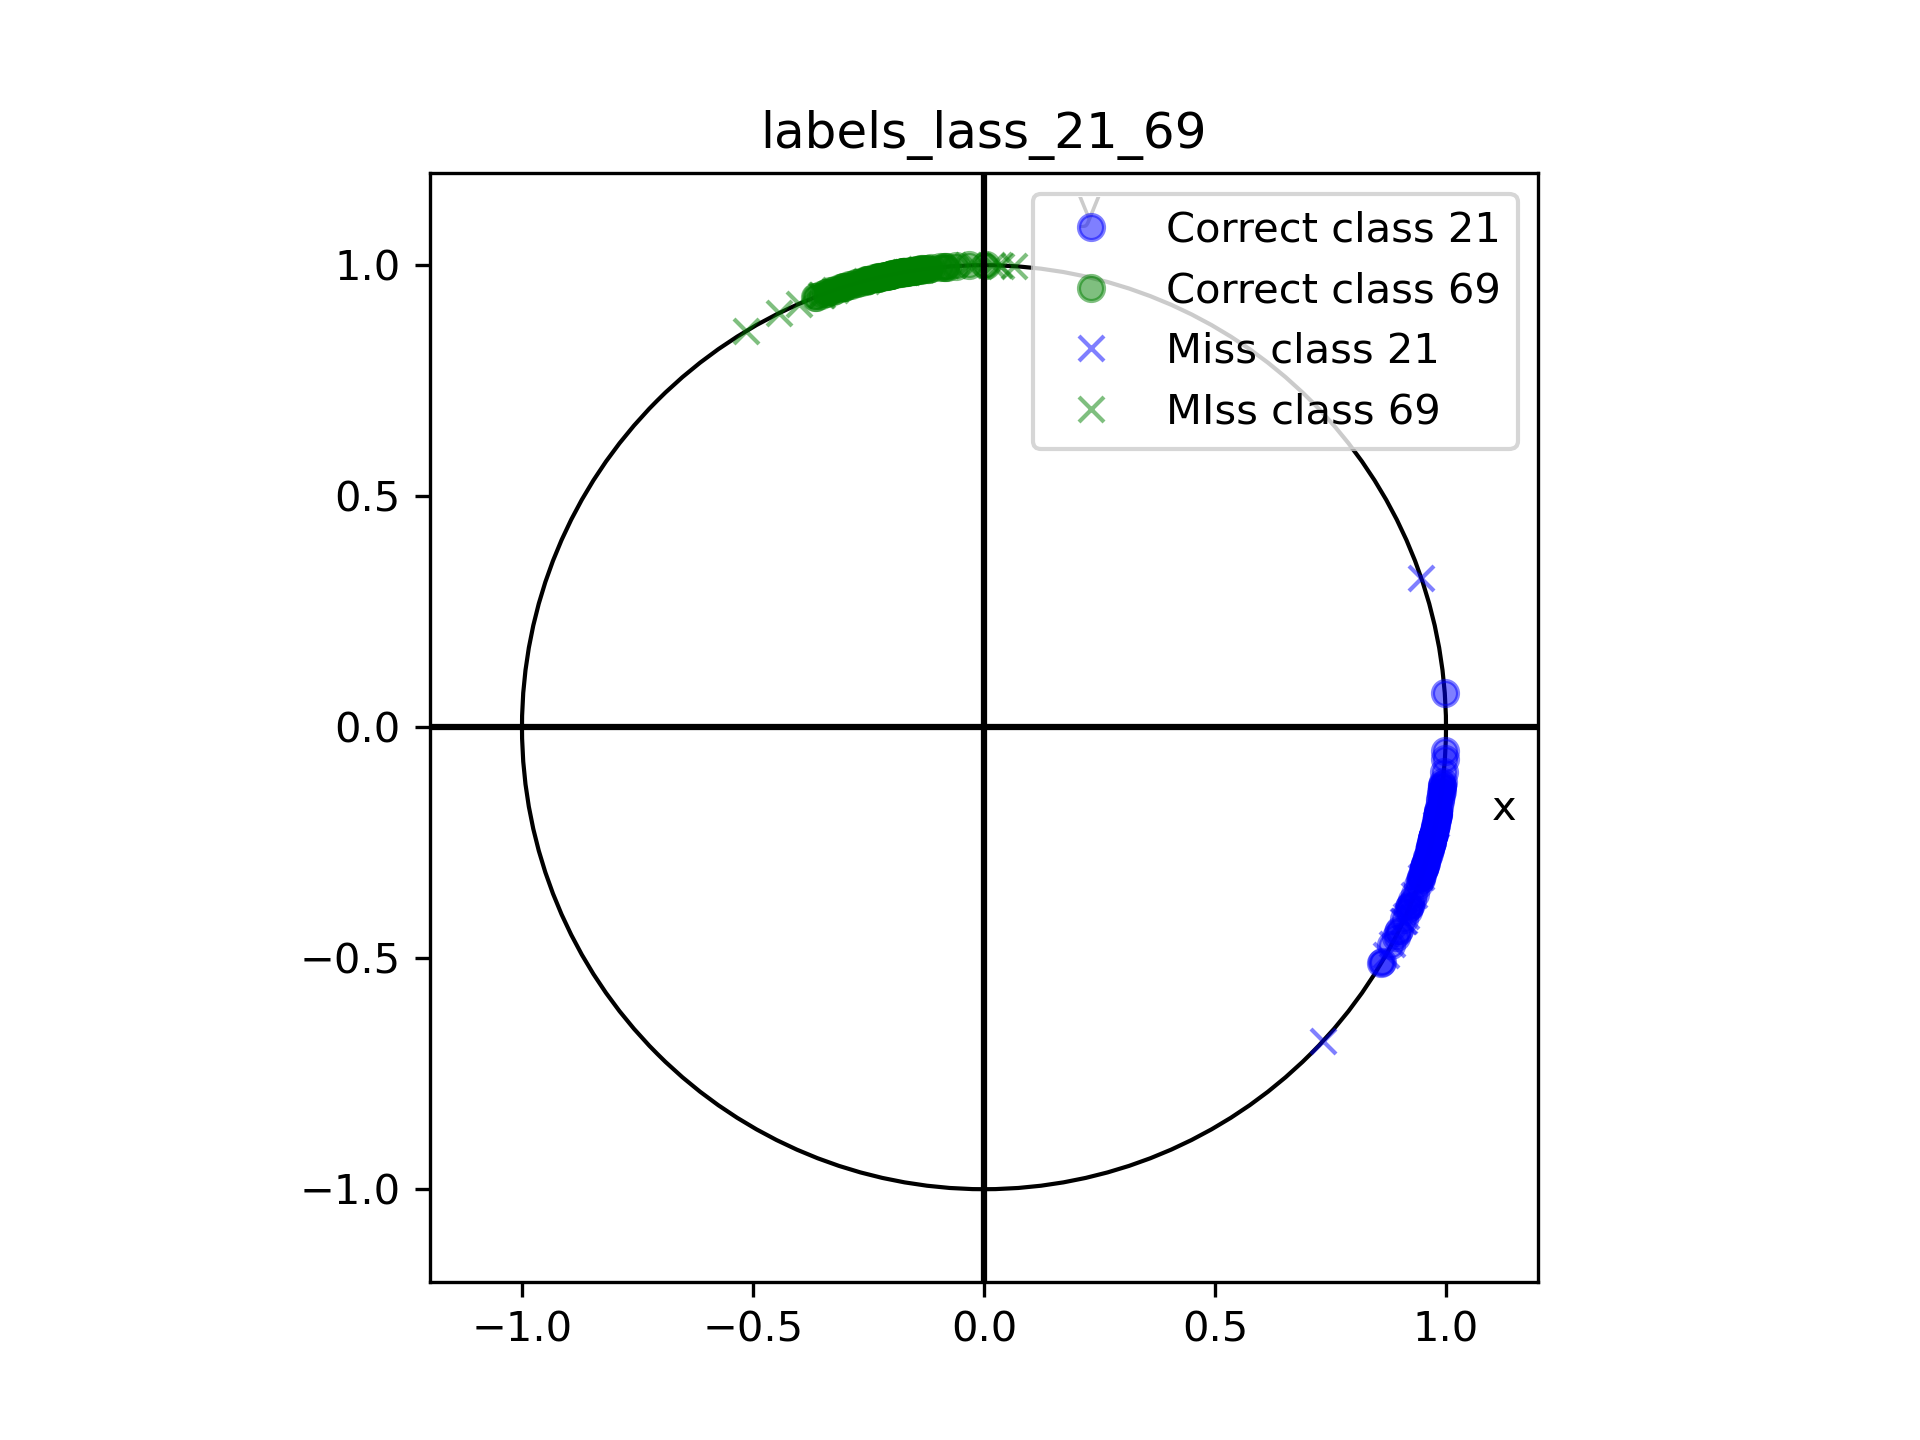 labels_lass_21_69
Correct class 21
Correct class 69
Miss class 21
MIss class 69
y
x
1.0
0.5
0.0
−0.5
−1.0
−1.0 −0.5 0.0 0.5 1.0